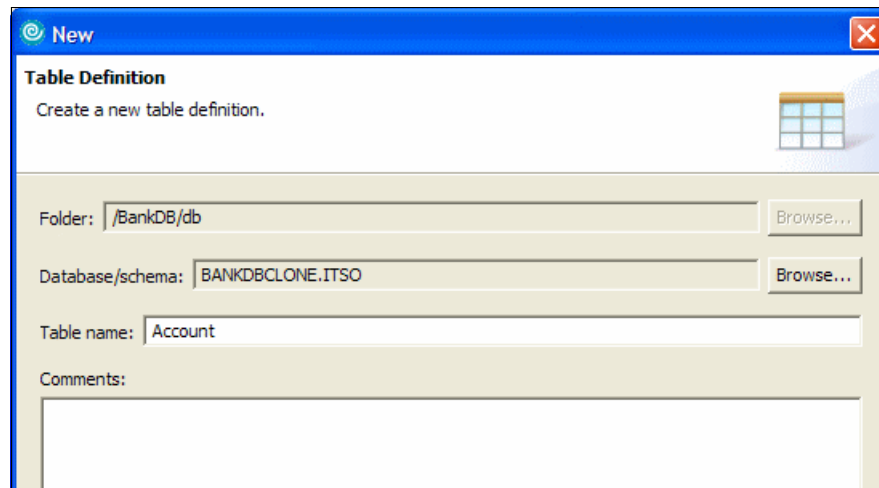 New
Table Definition
Create a new table definition.
Folder: /BankDB/db Browse...
Database/schema: BANKDBCLONE.ITSO Browse...
Table name: Account
Comments: